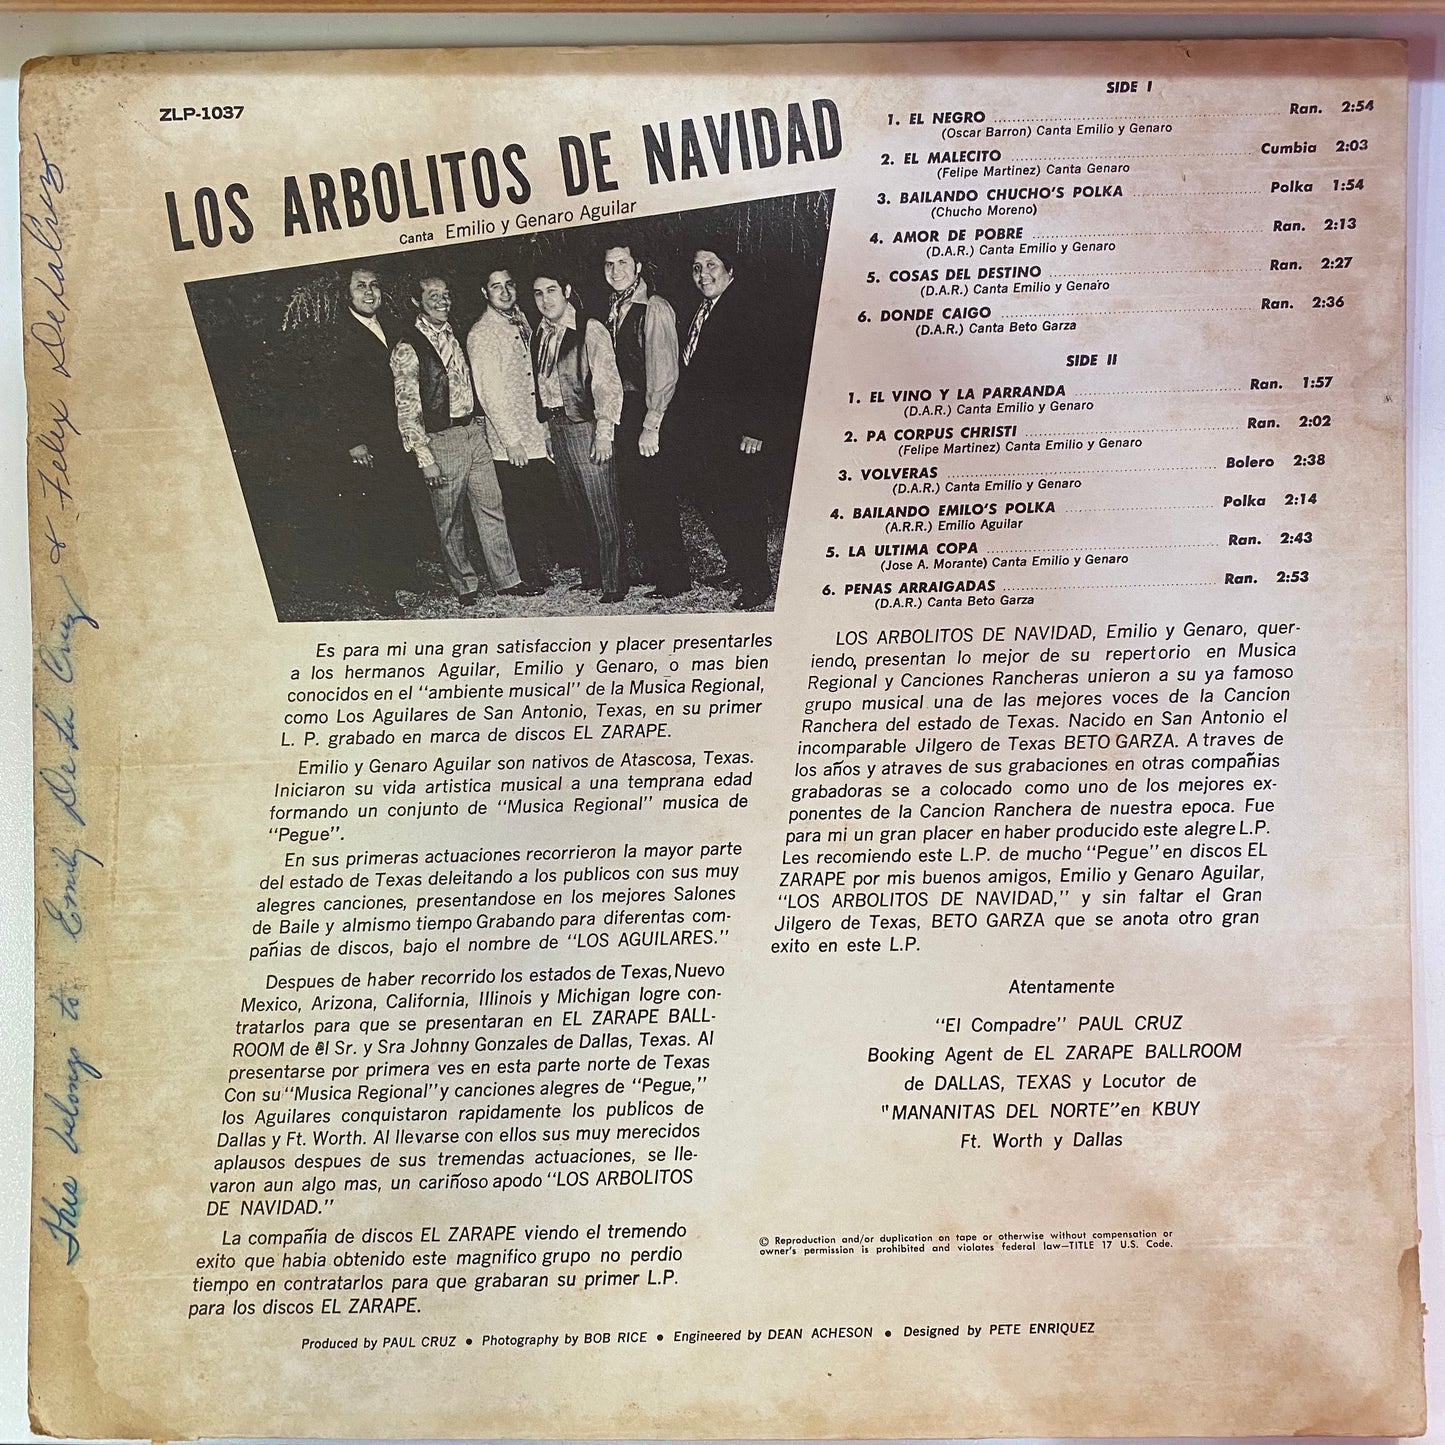 ZLP-1037
LOS ARBOLITOS DE NAVIDAD
Canta Emilio y Genaro Aguilar
SIDE I
1. EL NEGRO Ran. 2:54
(Oscar Barron) Canta Emilio y Genaro
2. EL MALECITO Cumbia 2:03
(Felipe Martinez) Canta Genaro
3. BAILANDO CHUCHO'S POLKA Polka 1:54
(Chucho Moreno)
4. AMOR DE POBRE Ran. 2:13
(D.A.R.) Canta Emilio y Genaro
5. COSAS DEL DESTINO Ran. 2:27
(D.A.R.) Canta Emilio y Genaro
6. DONDE CAIGO Ran. 2:36
(D.A.R.) Canta Beto Garza
SIDE II
1. EL VINO Y LA PARRANDA Ran. 1:57
(D.A.R.) Canta Emilio y Genaro
2. PA CORPUS CHRISTI Ran. 2:02
(Felipe Martinez) Canta Emilio y Genaro
3. VOLVERAS Bolero 2:38
(D.A.R.) Canta Emilio y Genaro
4. BAILANDO EMILO'S POLKA Polka 2:14
(A.R.R.) Emilio Aguilar
5. LA ULTIMA COPA Ran. 2:43
(Jose A. Morante) Canta Emilio y Genaro
6. PENAS ARRAIGADAS Ran. 2:53
(D.A.R.) Canta Beto Garza
Es para mi una gran satisfaccion y placer presentarles
a los hermanos Aguilar, Emilio y Genaro, o mas bien
conocidos en el "ambiente musical" de la Musica Regional,
como Los Aguilares de San Antonio, Texas, en su primer
L. P. grabado en marca de discos EL ZARAPE.
Emilio y Genaro Aguilar son nativos de Atascosa, Texas.
Iniciaron su vida artistica musical a una temprana edad
formando un conjunto de "Musica Regional" musica de
"Pegue".
En sus primeras actuaciones recorrieron la mayor parte
del estado de Texas deleitando a los publicos con sus muy
alegres canciones, presentandose en los mejores Salones
de Baile y almismo tiempo Grabando para diferentas com-
pañias de discos, bajo el nombre de "LOS AGUILARES."
Despues de haber recorrido los estados de Texas, Nuevo
Mexico, Arizona, California, Illinois y Michigan logre con-
tratarlos para que se presentaran en EL ZARAPE BALL-
ROOM de el Sr. y Sra Johnny Gonzales de Dallas, Texas. Al
presentarse por primera ves en esta parte norte de Texas
Con su "Musica Regional" y canciones alegres de "Pegue,"
los Aguilares conquistaron rapidamente los publicos de
Dallas y Ft. Worth. Al llevarse con ellos sus muy merecidos
aplausos despues de sus tremendas actuaciones, se lle-
varon aun algo mas, un cariñoso apodo "LOS ARBOLITOS
DE NAVIDAD."
La compañia de discos EL ZARAPE viendo el tremendo
exito que habia obtenido este magnifico grupo no perdio
tiempo en contratarlos para que grabaran su primer L.P.
para los discos EL ZARAPE.
LOS ARBOLITOS DE NAVIDAD, Emilio y Genaro, quer-
iendo, presentan lo mejor de su repertorio en Musica
Regional y Canciones Rancheras unieron a su ya famoso
grupo musical una de las mejores voces de la Cancion
Ranchera del estado de Texas. Nacido en San Antonio el
incomparable Jilgero de Texas BETO GARZA. A traves de
los años y atraves de sus grabaciones en otras compañias
grabadoras se a colocado como uno de los mejores ex-
ponentes de la Cancion Ranchera de nuestra epoca. Fue
para mi un gran placer en haber producido este alegre L.P.
Les recomiendo este L.P. de mucho "Pegue" en discos EL
ZARAPE por mis buenos amigos, Emilio y Genaro Aguilar,
"LOS ARBOLITOS DE NAVIDAD," y sin faltar el Gran
Jilgero de Texas, BETO GARZA que se anota otro gran
exito en este L.P.
Atentamente
"El Compadre" PAUL CRUZ
Booking Agent de EL ZARAPE BALLROOM
de DALLAS, TEXAS y Locutor de
"MANANITAS DEL NORTE" en KBUY
Ft. Worth y Dallas
© Reproduction and/or duplication on tape or otherwise without compensation or
owner's permission is prohibited and violates federal law—TITLE 17 U.S. Code.
Produced by PAUL CRUZ • Photography by BOB RICE • Engineered by DEAN ACHESON • Designed by PETE ENRIQUEZ
This belongs to Emily De La Cruz & Felix De La Cruz